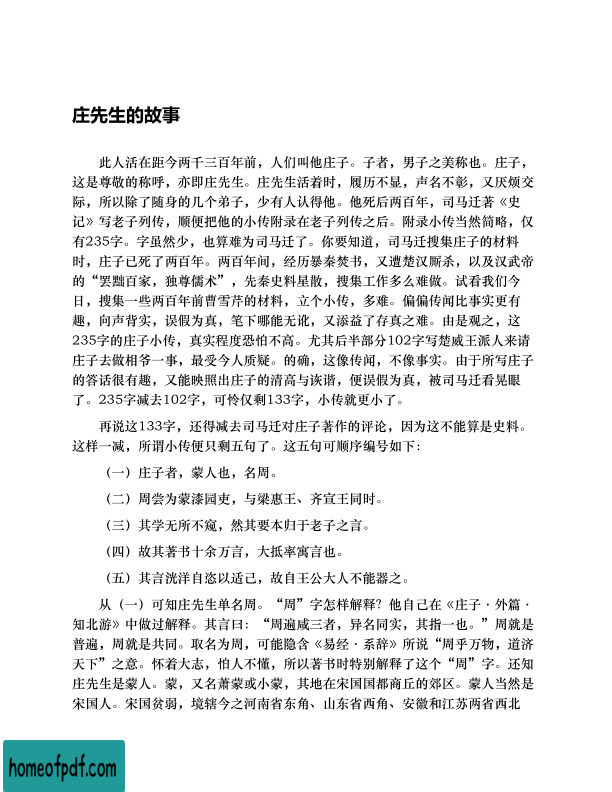 庄先生的故事
此人活在距今两千三百年前，人们叫他庄子。子者，男子之美称也。庄子，
这是尊敬的称呼，亦即庄先生。庄先生活着时，履历不显，声名不彰，又厌烦交
际，所以除了随身的几个弟子，少有人认得他。他死后两百年，司马迁著《史
记》写老子列传，顺便把他的小传附录在老子列传之后。附录小传当然简略，仅
有235字。字虽然少，也算难为司马迁了。你要知道，司马迁搜集庄子的材料
时，庄子已死了两百年。两百年间，经历暴秦焚书，又遭楚汉厮杀，以及汉武帝
的“罢黜百家，独尊儒术”，先秦史料星散，搜集工作多么难做。试看我们今
日，搜集一些两百年前曹雪芹的材料，立个小传，多难。偏偏传闻比事实更有
趣，向声背实，误假为真，笔下哪能无讹，又添益了存真之难。由是观之，这
235字的庄子小传，真实程度恐怕不高。尤其后半部分102字写楚威王派人来请
庄子去做相爷一事，最受今人质疑。的确，这像传闻，不像事实。由于所写庄子
的答话很有趣，又能映照出庄子的清高与诙谐，便误假为真，被司马迁看晃眼
了。235字减去102字，可怜仅剩133字，小传就更小了。
再说这133字，还得减去司马迁对庄子著作的评论，因为这不能算是史料。
这样一减，所谓小传便只剩五句了。这五句可顺序编号如下：
（一）庄子者，蒙人也，名周。
（二）周尝为蒙漆园吏，与梁惠王、齐宣王同时。
（三）其学无所不窥，然其要本归于老子之言。
（四）故其著书十余万言，大抵率寓言也。
（五）其言洸洋自恣以适己，故自王公大人不能器之。
从（一）可知庄先生单名周。“周”字怎样解释？他自己在《庄子·外篇·
知北游》中做过解释。其言曰：“周遍咸三者，异名同实，其指一也。”周就是
普遍，周就是共同。取名为周，可能隐含《易经·系辞》所说“周乎万物，道济
天下”之意。怀着大志，怕人不懂，所以著书时特别解释了这个“周”字。还知
庄先生是蒙人。蒙，又名萧蒙或小蒙，其地在宋国国都商丘的郊区。蒙人当然是
宋国人。宋国贫弱，境辖今之河南省东角、山东省西角、安徽和江苏两省西北
homeofpdf.com